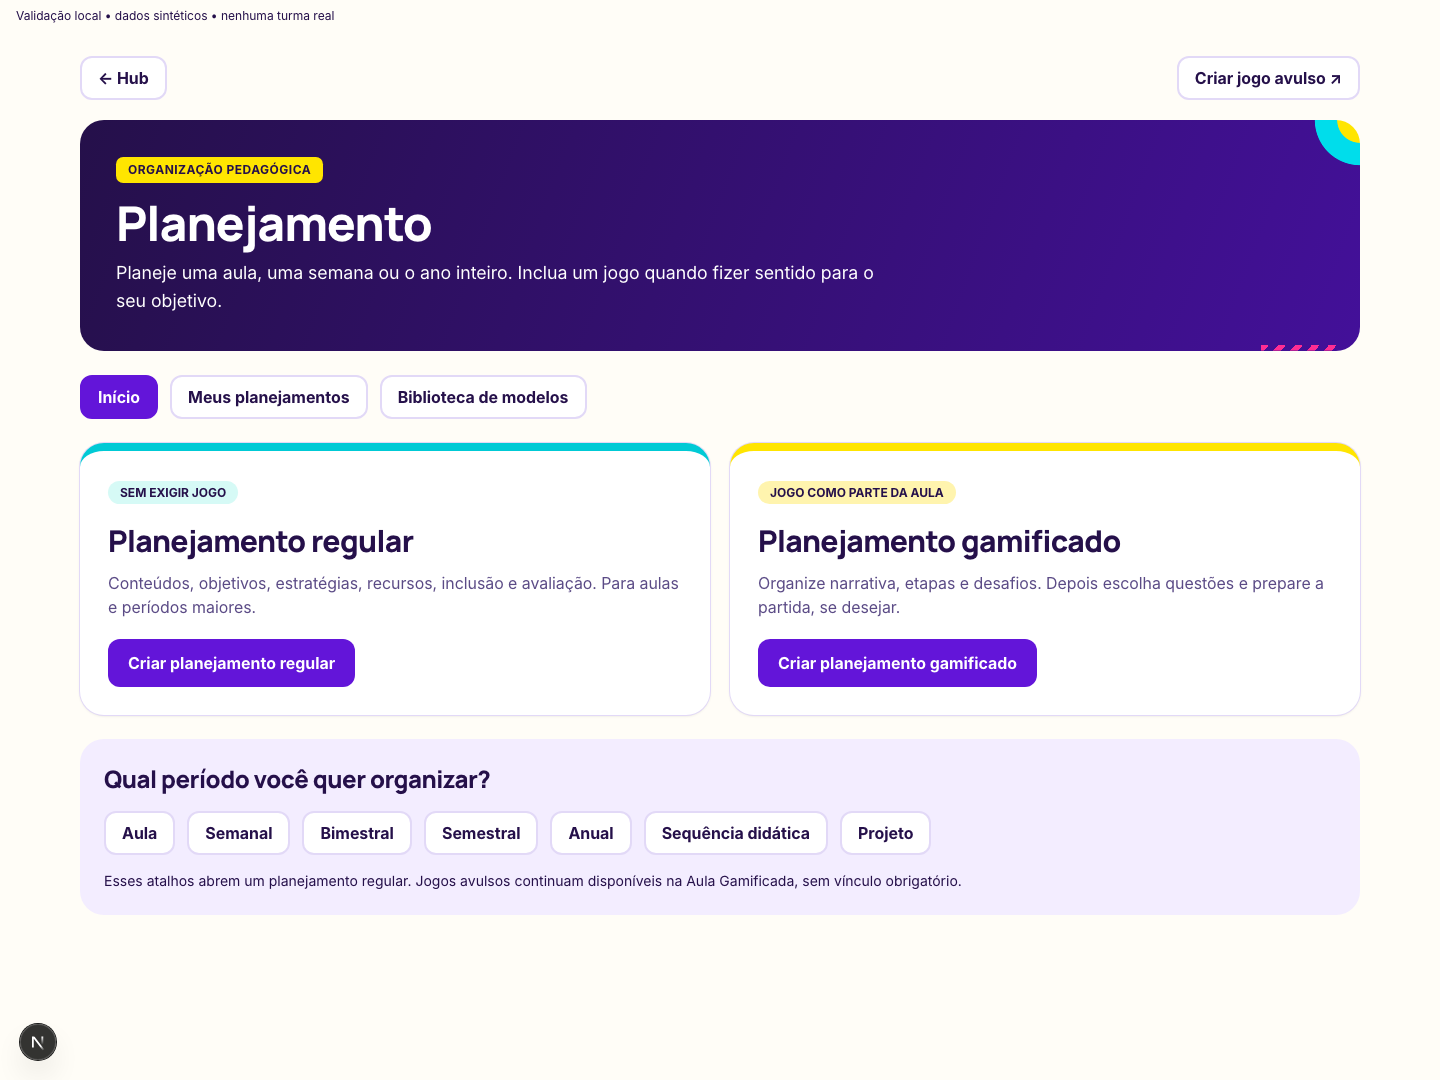 Validação local • dados sintéticos • nenhuma turma real
← Hub
Criar jogo avulso ↗
ORGANIZAÇÃO PEDAGÓGICA
Planejamento
Planeje uma aula, uma semana ou o ano inteiro. Inclua um jogo quando fizer sentido para o
seu objetivo.
Início
Meus planejamentos
Biblioteca de modelos
SEM EXIGIR JOGO
Planejamento regular
Conteúdos, objetivos, estratégias, recursos, inclusão e avaliação. Para aulas
e períodos maiores.
Criar planejamento regular
JOGO COMO PARTE DA AULA
Planejamento gamificado
Organize narrativa, etapas e desafios. Depois escolha questões e prepare a
partida, se desejar.
Criar planejamento gamificado
Qual período você quer organizar?
Aula
Semanal
Bimestral
Semestral
Anual
Sequência didática
Projeto
Esses atalhos abrem um planejamento regular. Jogos avulsos continuam disponíveis na Aula Gamificada, sem vínculo obrigatório.
N